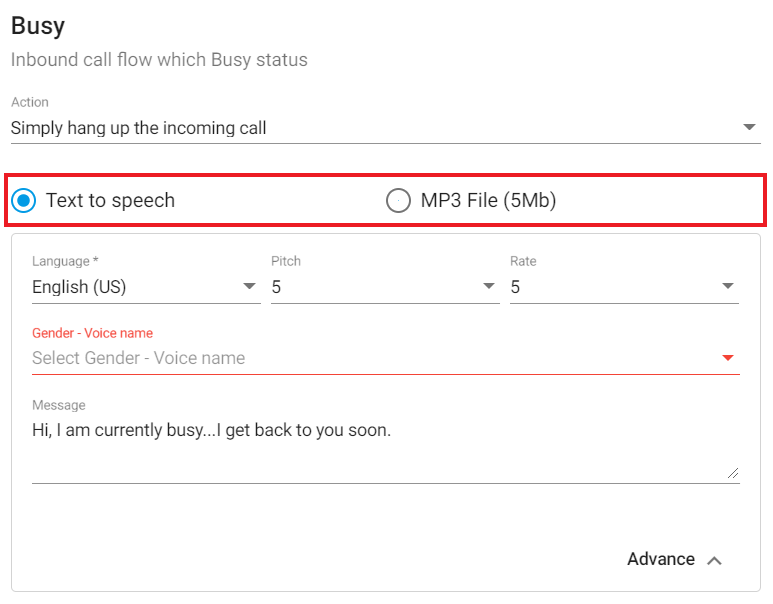 Busy
Inbound call flow which Busy status
Action
Simply hang up the incoming call
Text to speech MP3 File (5Mb)
Language * Pitch Rate
English (US) 5 5
Gender - Voice name
Select Gender - Voice name
Message
Hi, I am currently busy...I get back to you soon.
Advance